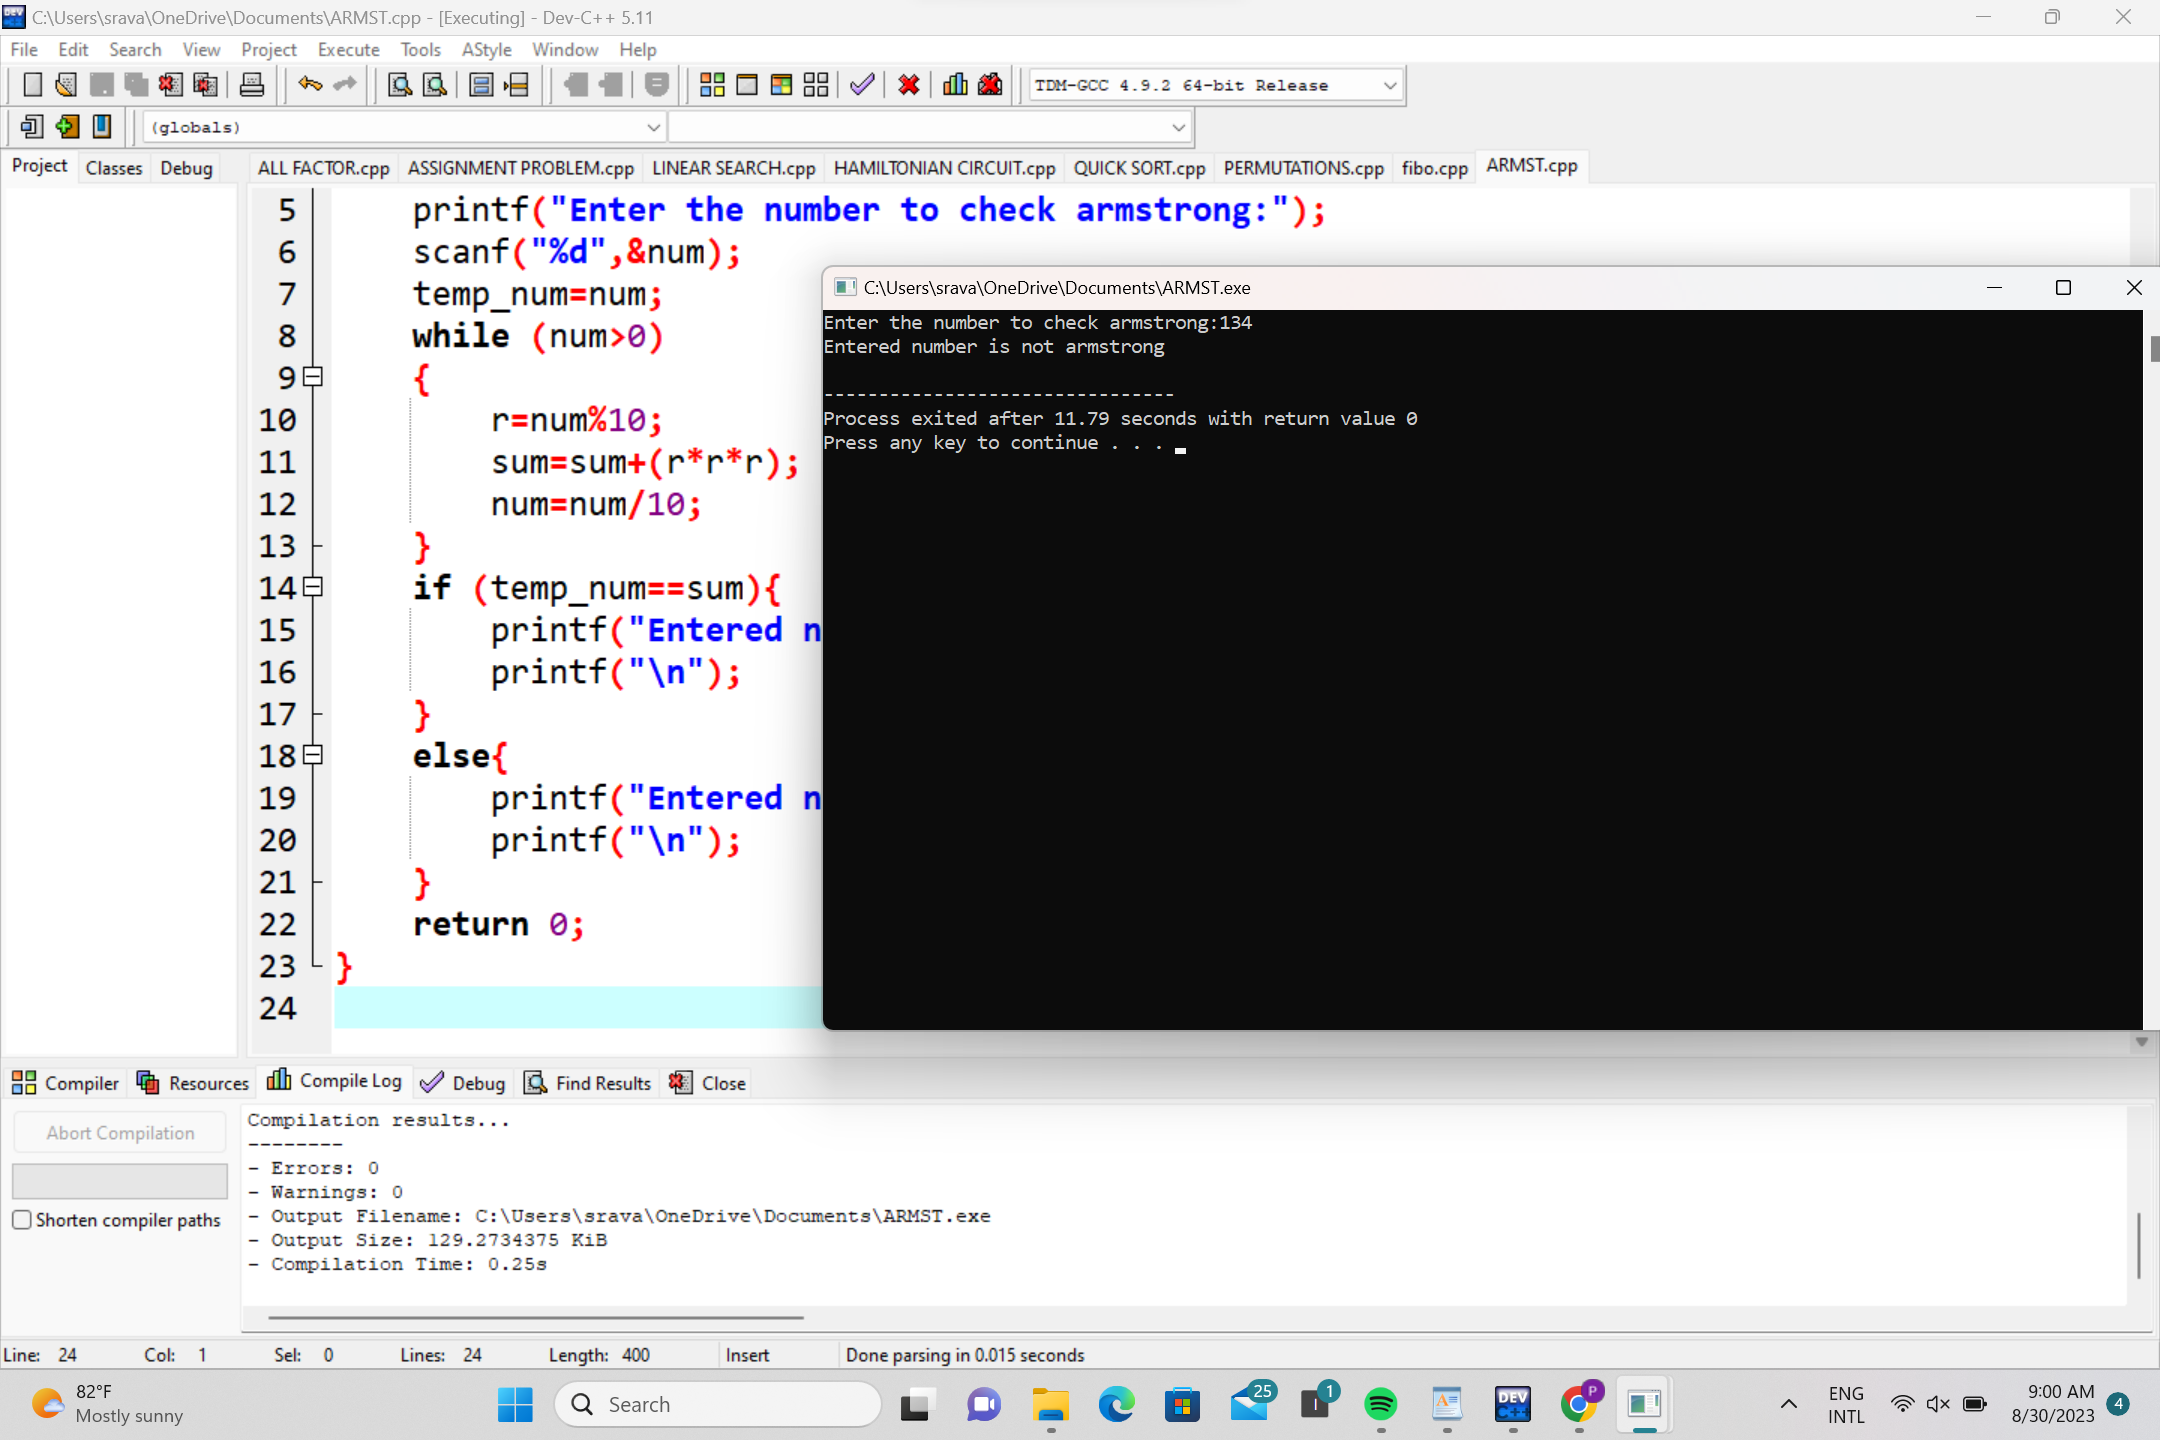 C:\Users\srava\OneDrive\Documents\ARMST.cpp - [Executing] - Dev-C++ 5.11
File Edit Search View Project Execute Tools AStyle Window Help
TDM-GCC 4.9.2 64-bit Release
(globals)
Project Classes Debug
ALL FACTOR.cpp ASSIGNMENT PROBLEM.cpp LINEAR SEARCH.cpp HAMILTONIAN CIRCUIT.cpp QUICK SORT.cpp PERMUTATIONS.cpp fibo.cpp ARMST.cpp
5 printf("Enter the number to check armstrong:");
6 scanf("%d",&num);
7 temp_num=num;
8 while (num>0)
9 {
10 r=num%10;
11 sum=sum+(r*r*r);
12 num=num/10;
13 }
14 if (temp_num==sum){
15 printf("Entered n
16 printf("\n");
17 }
18 else{
19 printf("Entered n
20 printf("\n");
21 }
22 return 0;
23 }
24
C:\Users\srava\OneDrive\Documents\ARMST.exe
Enter the number to check armstrong:134
Entered number is not armstrong
--------------------------------
Process exited after 11.79 seconds with return value 0
Press any key to continue . . .
Compiler Resources Compile Log Debug Find Results Close
Abort Compilation
Shorten compiler paths
Compilation results...
--------
- Errors: 0
- Warnings: 0
- Output Filename: C:\Users\srava\OneDrive\Documents\ARMST.exe
- Output Size: 129.2734375 KiB
- Compilation Time: 0.25s
Line: 24 Col: 1 Sel: 0 Lines: 24 Length: 400 Insert Done parsing in 0.015 seconds
82°F
Mostly sunny
Search
25
1
DEV
C++
P
ENG
INTL
9:00 AM
8/30/2023
4